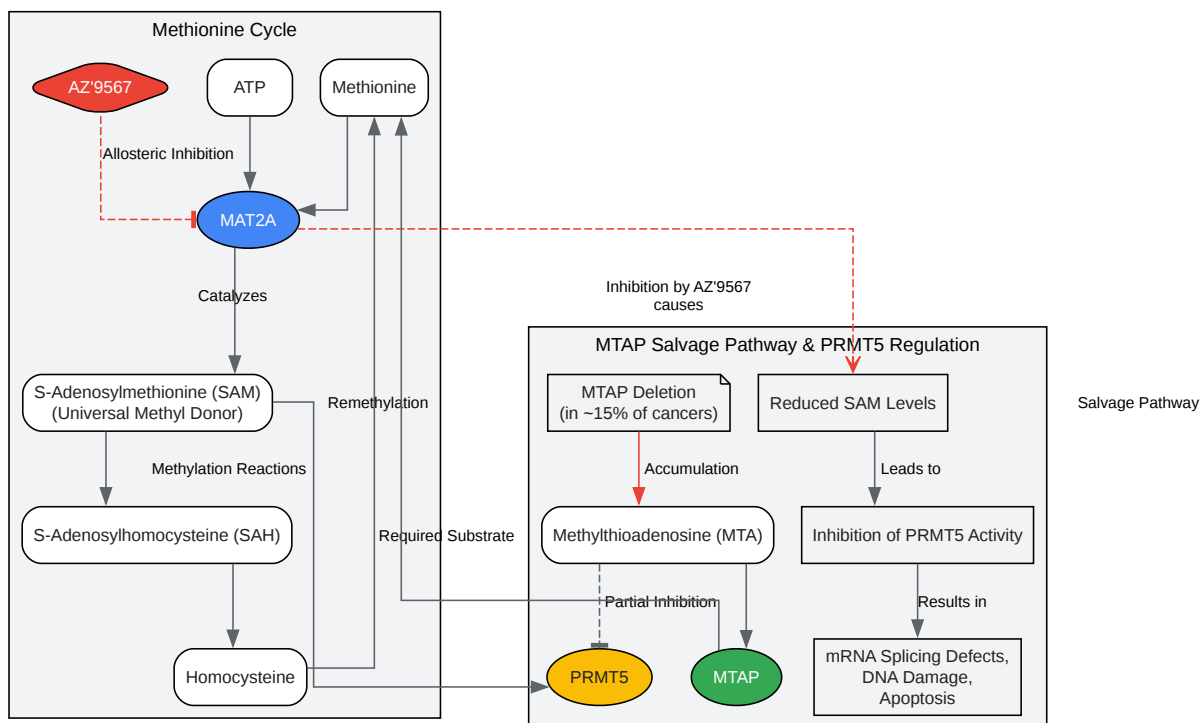 Methionine Cycle
AZ'9567
ATP
Methionine
Allosteric Inhibition
MAT2A
Catalyzes
Inhibition by AZ'9567
causes
MTAP Salvage Pathway & PRMT5 Regulation
S-Adenosylmethionine (SAM)
(Universal Methyl Donor)
Remethylation
MTAP Deletion
(in ~15% of cancers)
Reduced SAM Levels
Salvage Pathway
Methylation Reactions
Accumulation
Leads to
S-Adenosylhomocysteine (SAH)
Required Substrate
Methylthioadenosine (MTA)
Inhibition of PRMT5 Activity
Partial Inhibition
Results in
Homocysteine
PRMT5
MTAP
mRNA Splicing Defects,
DNA Damage,
Apoptosis